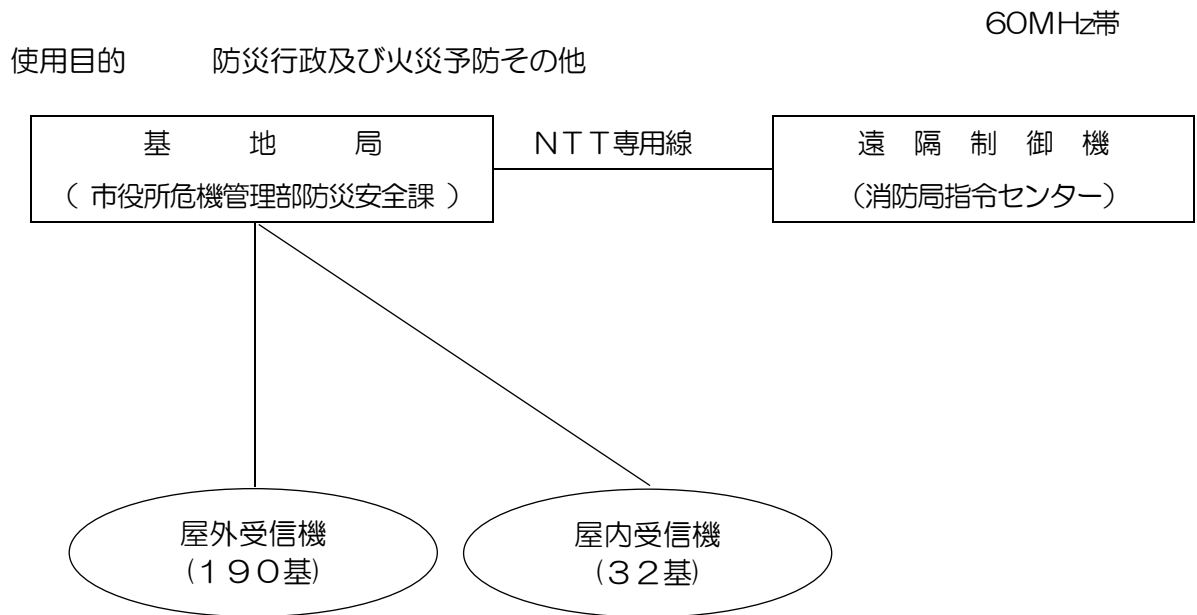 60MHz帯
使用目的　　防災行政及び火災予防その他
基　地　局
（ 市役所危機管理部防災安全課 ）
ＮＴＴ専用線
遠　隔　制　御　機
（消防局指令センター）
屋外受信機
(１９０基)
屋内受信機
(３２基)